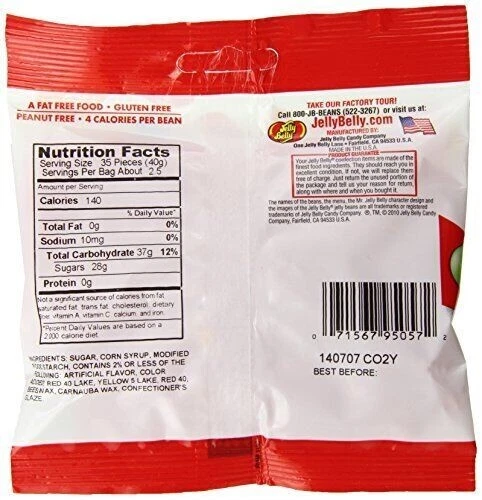 A FAT FREE FOOD • GLUTEN FREE
PEANUT FREE • 4 CALORIES PER BEAN
Nutrition Facts
Serving Size 35 Pieces (40g)
Servings Per Bag About 2.5
Amount per Serving
Calories 140
% Daily Value*
Total Fat 0g 0%
Sodium 10mg 0%
Total Carbohydrate 37g 12%
Sugars 28g
Protein 0g
Not a significant source of calories from fat,
saturated fat, trans fat, cholesterol, dietary
vitamin A, vitamin C, calcium, and iron.
*Percent Daily Values are based on a
2,000 calorie diet.
INGREDIENTS: SUGAR, CORN SYRUP, MODIFIED
STARCH, CONTAINS 2% OR LESS OF THE
FOLLOWING: ARTIFICIAL FLAVOR, COLOR
RED 40 LAKE, YELLOW 5 LAKE, RED 40,
WAX, CARNAUBA WAX, CONFECTIONER'S
GLAZE.
TAKE OUR FACTORY TOUR!
Call 800-JB-BEANS (522-3267) or visit us at:
JellyBelly.com
Jelly
Belly
MANUFACTURED BY:
Jelly Belly Candy Company
One Jelly Belly Lane • Fairfield, CA 94533 U.S.A.
MADE IN THE U.S.A.
PRODUCT GUARANTEE
Your Jelly Belly® confection items are made of the
finest food ingredients. They should reach you in
excellent condition. If not, we will replace them
free of charge. Just return the unused portion or
the package and tell us your reason for return,
along with where and when purchased.
The names of the beans, the menu, the Mr. Jelly Belly character design and
the images of the jelly beans are all trademarks or registered
trademarks of Jelly Belly Candy Company. ®, TM, © 2010 Jelly Belly Candy
Company, Fairfield, CA 94533 U.S.A.
0 71567 95057 2
140707 CO2Y
BEST BEFORE: